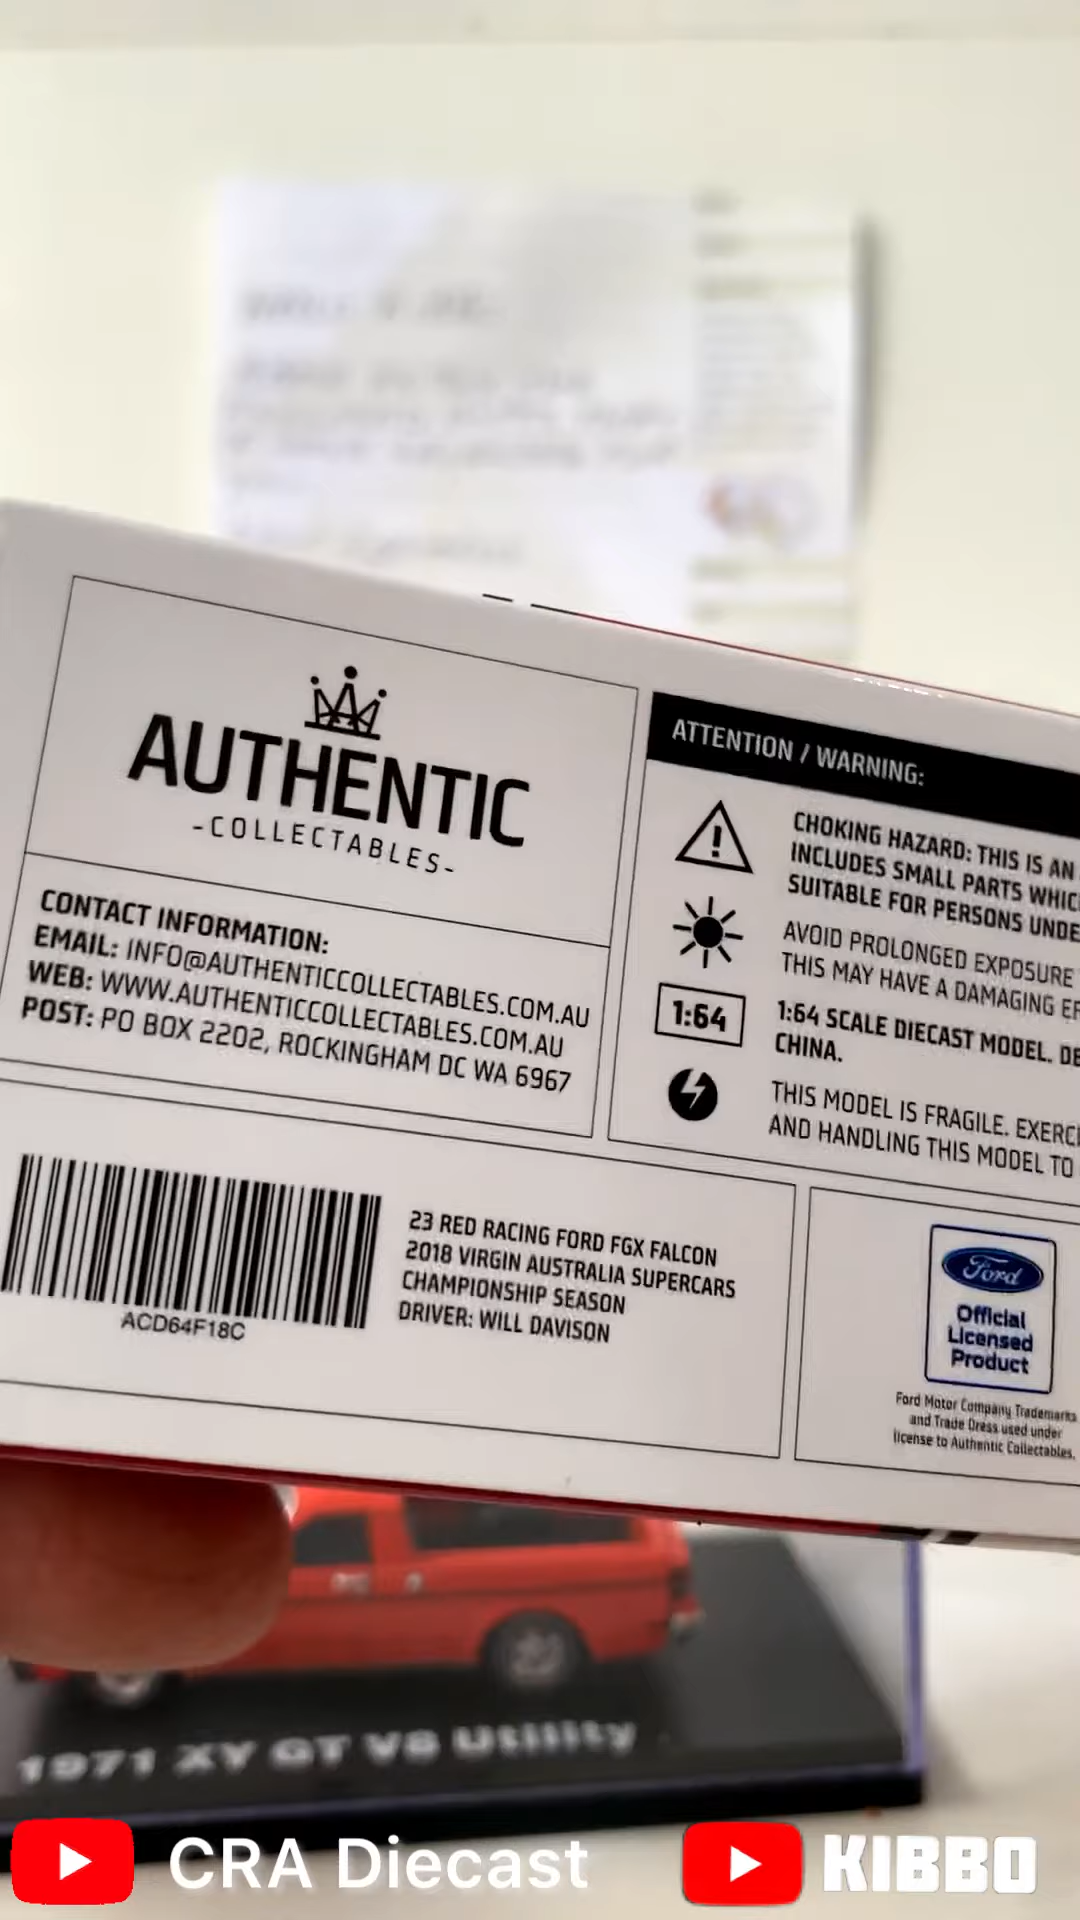 AUTHENTIC
-COLLECTABLES-
CONTACT INFORMATION:
EMAIL: INFO@AUTHENTICCOLLECTABLES.COM.AU
WEB: WWW.AUTHENTICCOLLECTABLES.COM.AU
POST: PO BOX 2202, ROCKINGHAM DC WA 6967
ATTENTION / WARNING:
CHOKING HAZARD: THIS IS AN
INCLUDES SMALL PARTS WHICH
SUITABLE FOR PERSONS UNDE
AVOID PROLONGED EXPOSURE
THIS MAY HAVE A DAMAGING EF
1:64
1:64 SCALE DIECAST MODEL. DE
CHINA.
THIS MODEL IS FRAGILE. EXERCI
AND HANDLING THIS MODEL TO
ACD64F18C
23 RED RACING FORD FGX FALCON
2018 VIRGIN AUSTRALIA SUPERCARS
CHAMPIONSHIP SEASON
DRIVER: WILL DAVISON
Ford
Official
Licensed
Product
Ford Motor Company Trademarks
and Trade Dress used under
license to Authentic Collectables.
1971 XY GT V8 Utility
CRA Diecast
KIBBO